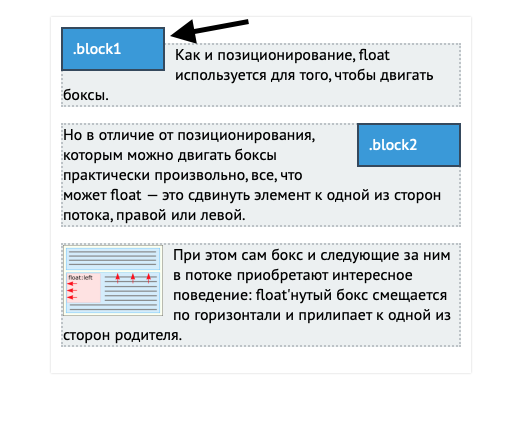 .block1
Как и позиционирование, float
используется для того, чтобы двигать
боксы.
Но в отличие от позиционирования,
которым можно двигать боксы
.block2
практически произвольно, все, что
может float — это сдвинуть элемент к одной из сторон
потока, правой или левой.
float:left
При этом сам бокс и следующие за ним
в потоке приобретают интересное
поведение: float'нутый бокс смещается
по горизонтали и прилипает к одной из
сторон родителя.